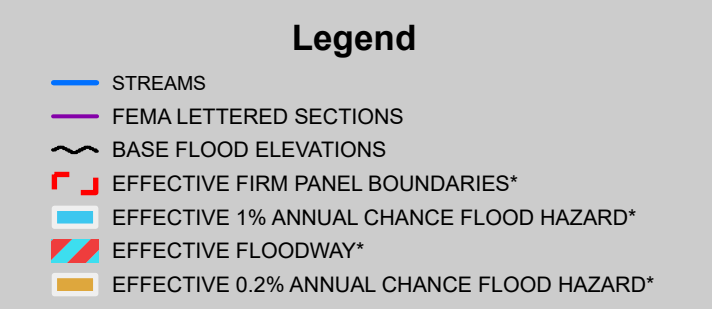 Legend
STREAMS
FEMA LETTERED SECTIONS
BASE FLOOD ELEVATIONS
EFFECTIVE FIRM PANEL BOUNDARIES*
EFFECTIVE 1% ANNUAL CHANCE FLOOD HAZARD*
EFFECTIVE FLOODWAY*
EFFECTIVE 0.2% ANNUAL CHANCE FLOOD HAZARD*